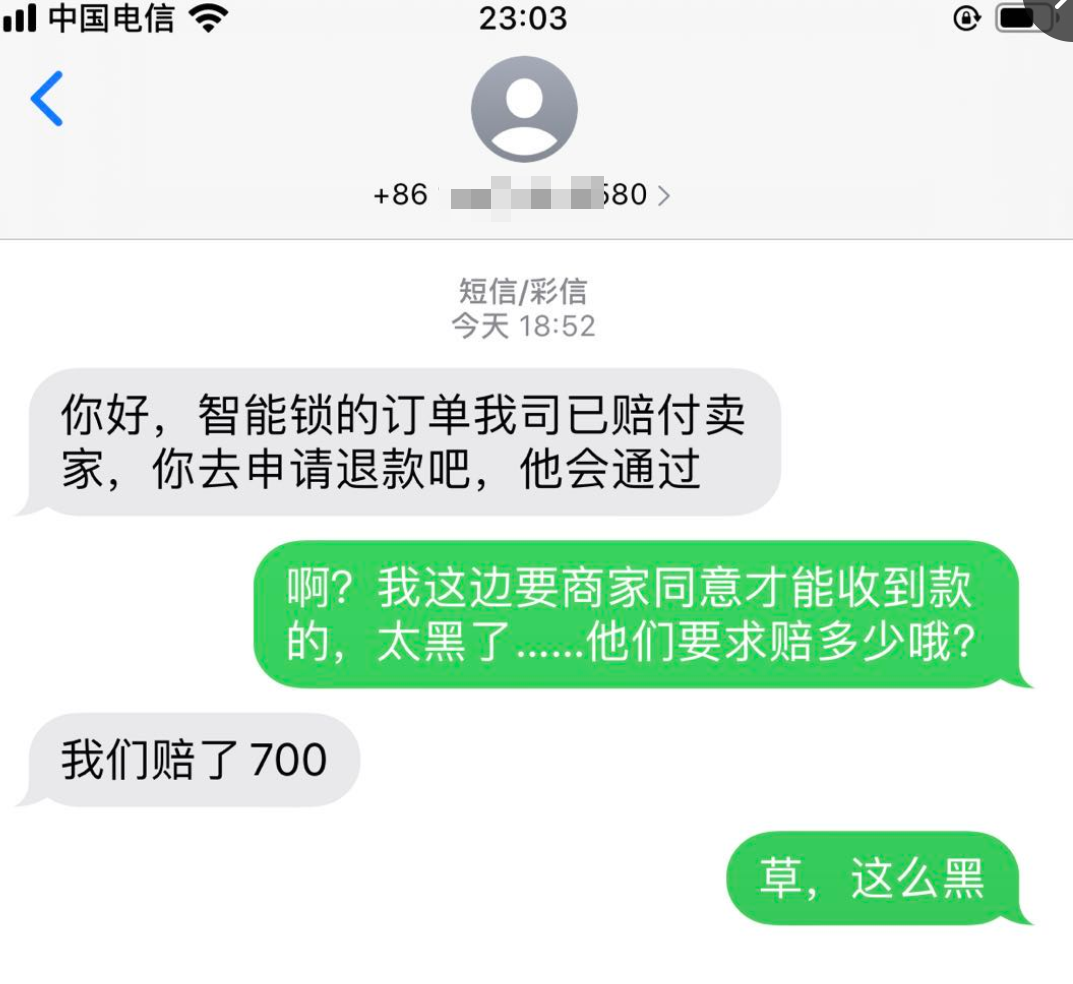 中国电信
23:03
+86
580
短信/彩信
今天 18:52
你好，智能锁的订单我司已赔付卖
家，你去申请退款吧，他会通过
啊？我这边要商家同意才能收到款
的，太黑了……他们要求赔多少哦？
我们赔了700
草，这么黑